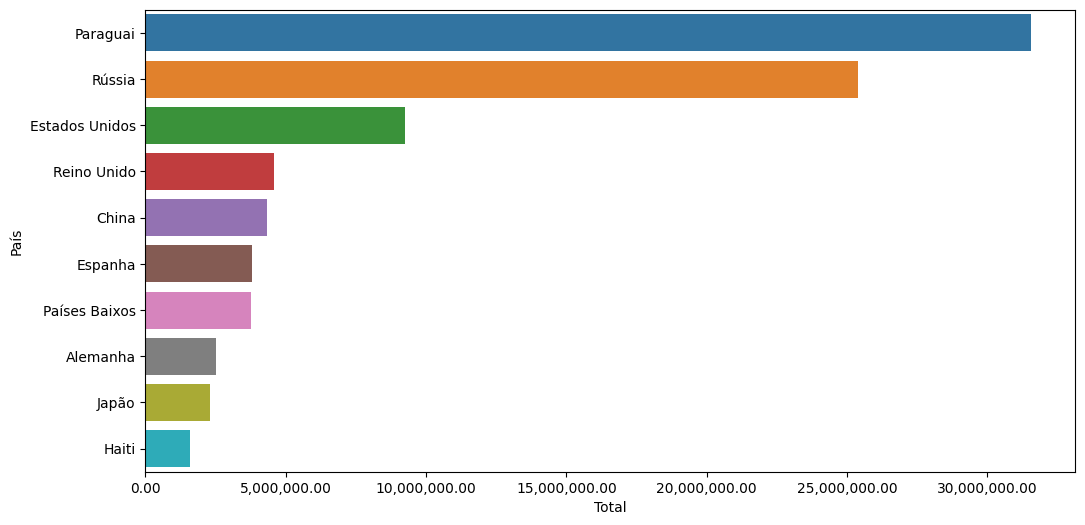 Paraguai
Rússia
Estados Unidos
Reino Unido
China
Espanha
Países Baixos
Alemanha
Japão
Haiti
País
0.00 5,000,000.00 10,000,000.00 15,000,000.00 20,000,000.00 25,000,000.00 30,000,000.00
Total